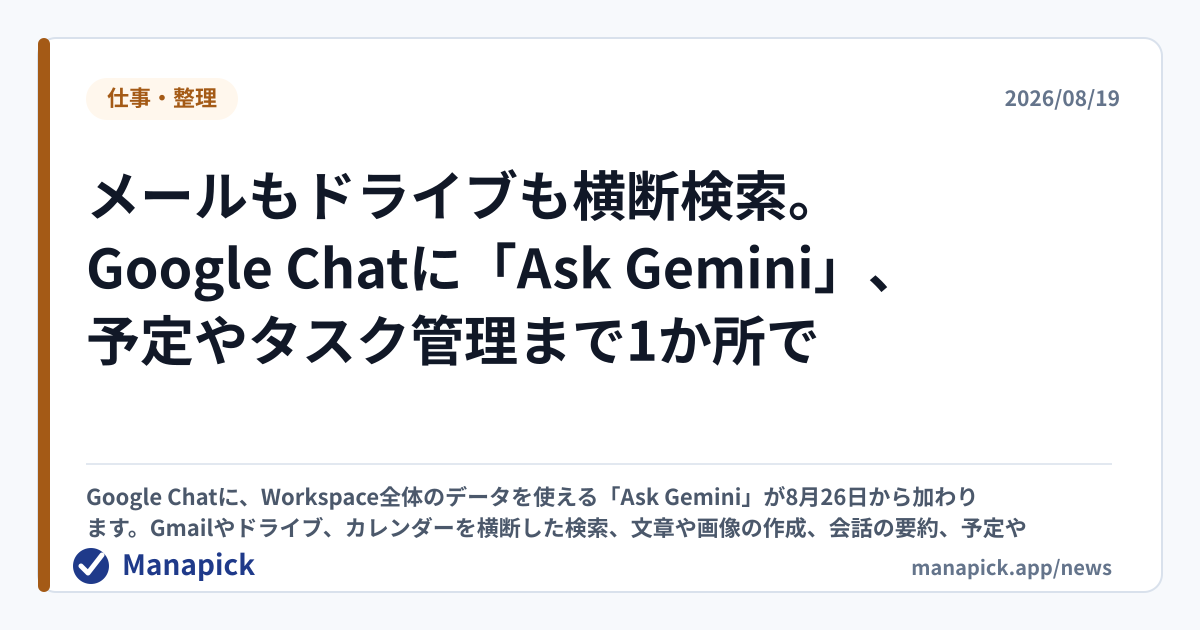 仕事・整理
2026/08/19
メールもドライブも横断検索。
Google Chatに「Ask Gemini」、
予定やタスク管理まで1か所で
Google Chatに、Workspace全体のデータを使える「Ask Gemini」が8月26日から加わり
ます。Gmailやドライブ、カレンダーを横断した検索、文章や画像の作成、会話の要約、予定や
Manapick
manapick.app/news